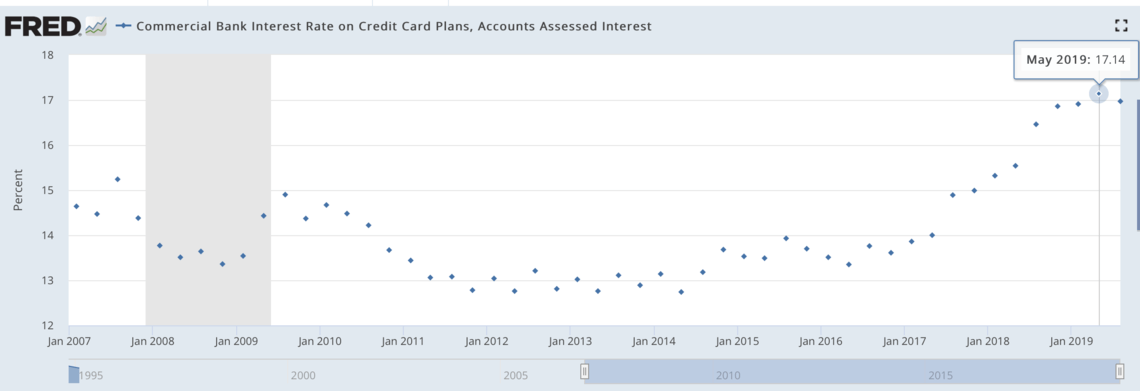 FRED Commercial Bank Interest Rate on Credit Card Plans, Accounts Assessed Interest
May 2019: 17.14
18
17
16
15
14
13
12
Percent
Jan 2007 Jan 2008 Jan 2009 Jan 2010 Jan 2011 Jan 2012 Jan 2013 Jan 2014 Jan 2015 Jan 2016 Jan 2017 Jan 2018 Jan 2019
1995 2000 2005 2010 2015